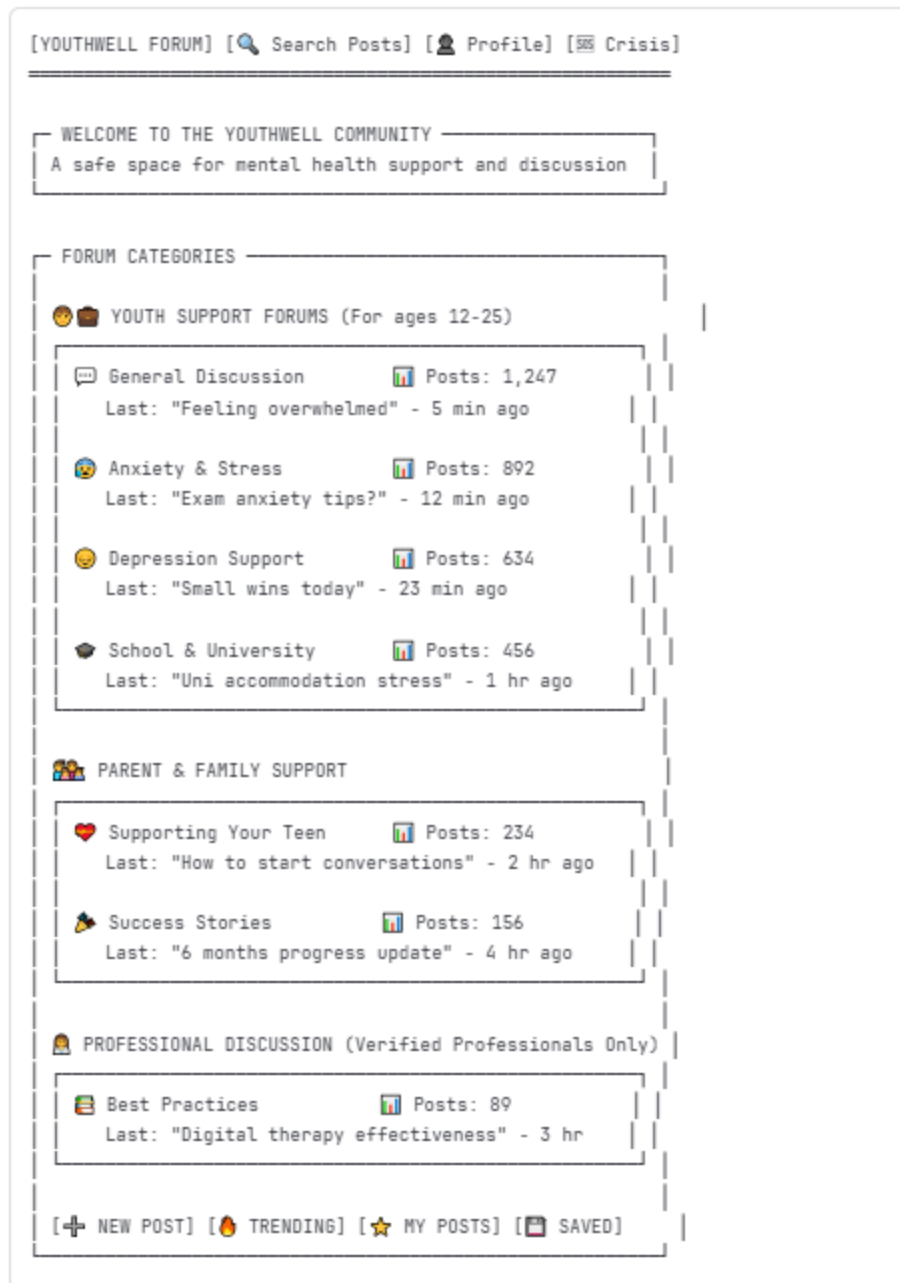 [YOUTHWELL FORUM] [🔍 Search Posts] [👤 Profile] [🆘 Crisis]
WELCOME TO THE YOUTHWELL COMMUNITY
A safe space for mental health support and discussion
FORUM CATEGORIES
🧑💼 YOUTH SUPPORT FORUMS (For ages 12-25)
💬 General Discussion 📊 Posts: 1,247
Last: "Feeling overwhelmed" - 5 min ago
😰 Anxiety & Stress 📊 Posts: 892
Last: "Exam anxiety tips?" - 12 min ago
😔 Depression Support 📊 Posts: 634
Last: "Small wins today" - 23 min ago
🎓 School & University 📊 Posts: 456
Last: "Uni accommodation stress" - 1 hr ago
👨‍👩‍👧 PARENT & FAMILY SUPPORT
❤️ Supporting Your Teen 📊 Posts: 234
Last: "How to start conversations" - 2 hr ago
🎉 Success Stories 📊 Posts: 156
Last: "6 months progress update" - 4 hr ago
👩‍⚕️ PROFESSIONAL DISCUSSION (Verified Professionals Only)
📚 Best Practices 📊 Posts: 89
Last: "Digital therapy effectiveness" - 3 hr
[➕ NEW POST] [🔥 TRENDING] [⭐ MY POSTS] [💾 SAVED]